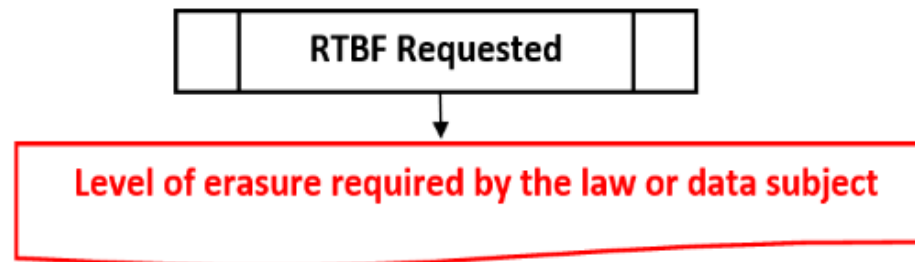 RTBF Requested
Level of erasure required by the law or data subject